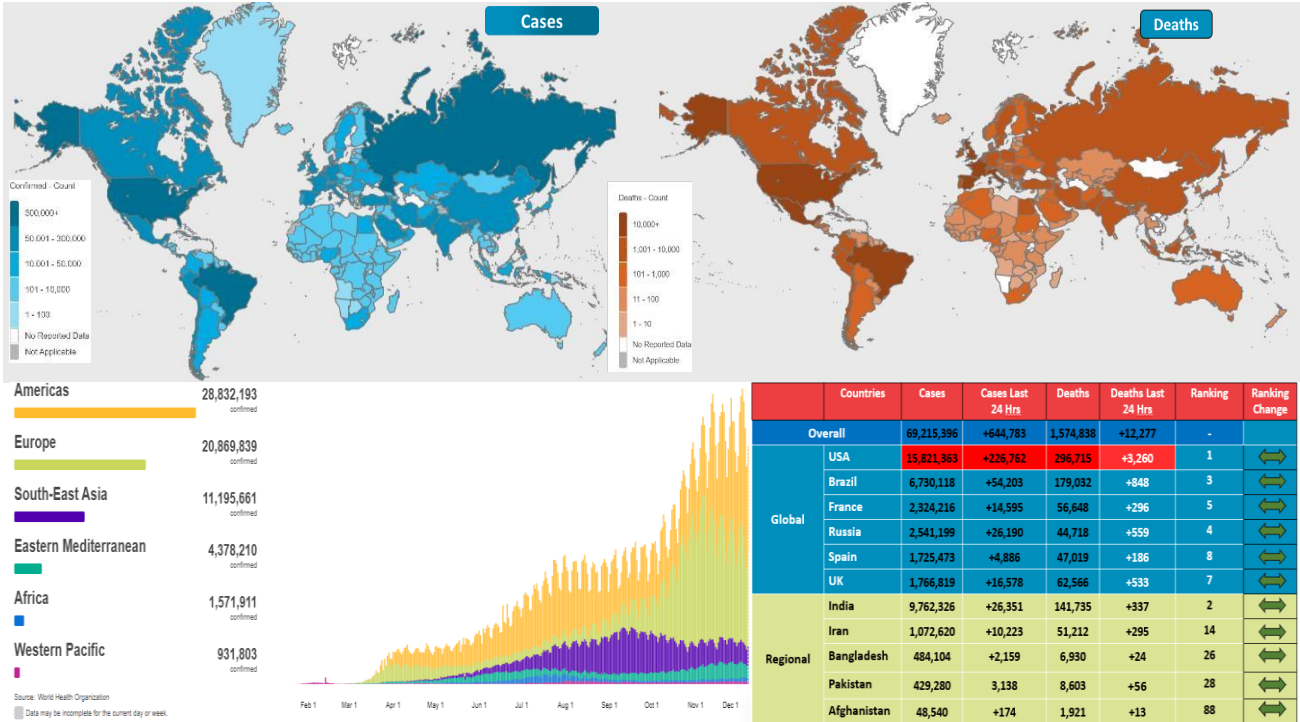 Cases
Deaths
Confirmed - Count
300,000+
50,001 - 300,000
10,001 - 50,000
101 - 10,000
1 - 100
No Reported Data
Not Applicable
Deaths - Count
10,000+
1,001 - 10,000
101 - 1,000
11 - 100
1 - 10
No Reported Data
Not Applicable
Americas 28,832,193
confirmed
Europe 20,869,839
confirmed
South-East Asia 11,195,661
confirmed
Eastern Mediterranean 4,378,210
confirmed
Africa 1,571,911
confirmed
Western Pacific 931,803
confirmed
Source: World Health Organization
Data may be incomplete for the current day or week.
Feb 1 Mar 1 Apr 1 May 1 Jun 1 Jul 1 Aug 1 Sep 1 Oct 1 Nov 1 Dec 1
Countries Cases Cases Last 24 Hrs Deaths Deaths Last 24 Hrs Ranking Ranking Change
Overall 69,215,396 +644,783 1,574,838 +12,277 -
Global
USA 15,821,363 +226,762 296,715 +3,260 1
Brazil 6,730,118 +54,203 179,032 +848 3
France 2,324,216 +14,595 56,648 +296 5
Russia 2,541,199 +26,190 44,718 +559 4
Spain 1,725,473 +4,886 47,019 +186 8
UK 1,766,819 +16,578 62,566 +533 7
Regional
India 9,762,326 +26,351 141,735 +337 2
Iran 1,072,620 +10,223 51,212 +295 14
Bangladesh 484,104 +2,159 6,930 +24 26
Pakistan 429,280 3,138 8,603 +56 28
Afghanistan 48,540 +174 1,921 +13 88